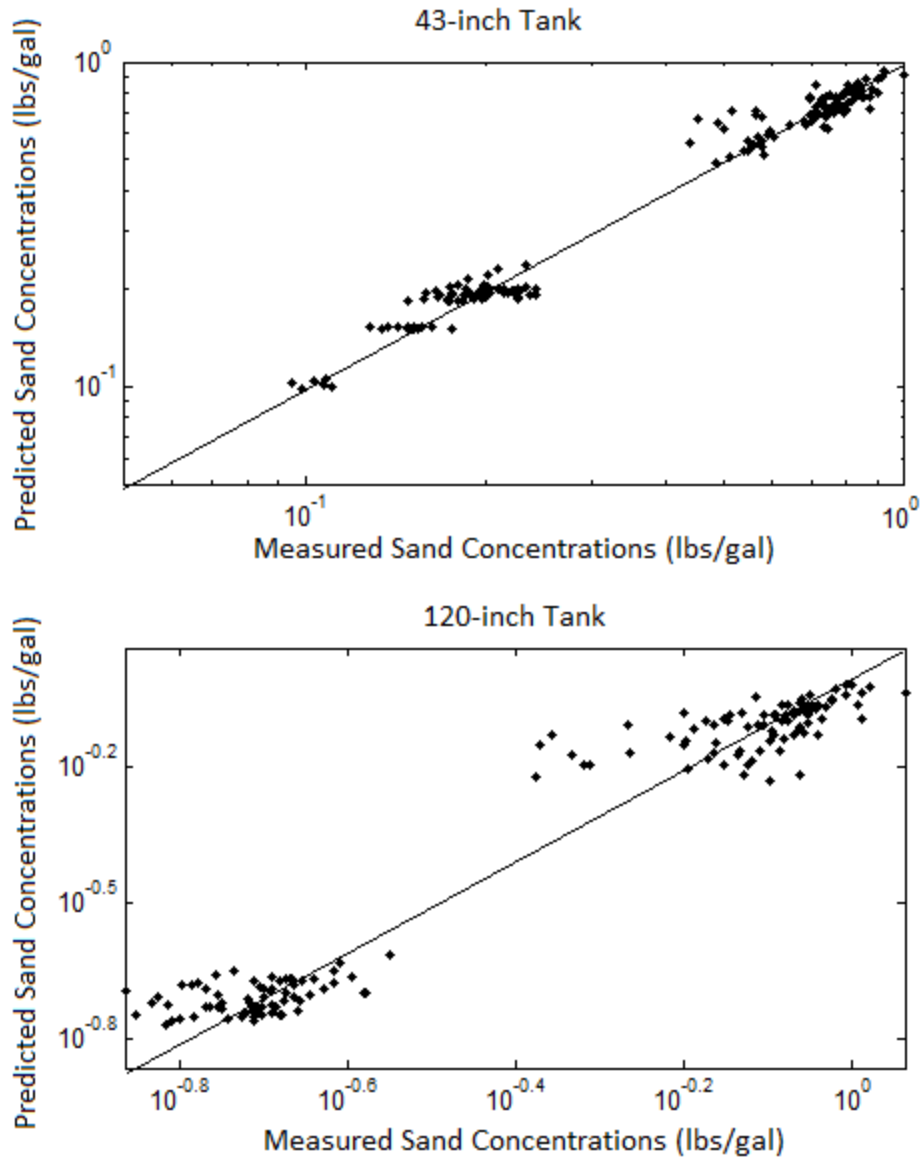 43-inch Tank
Predicted Sand Concentrations (lbs/gal)
10^0
10^-1
10^-1
10^0
Measured Sand Concentrations (lbs/gal)
120-inch Tank
Predicted Sand Concentrations (lbs/gal)
10^-0.2
10^-0.5
10^-0.8
10^-0.8
10^-0.6
10^-0.4
10^-0.2
10^0
Measured Sand Concentrations (lbs/gal)